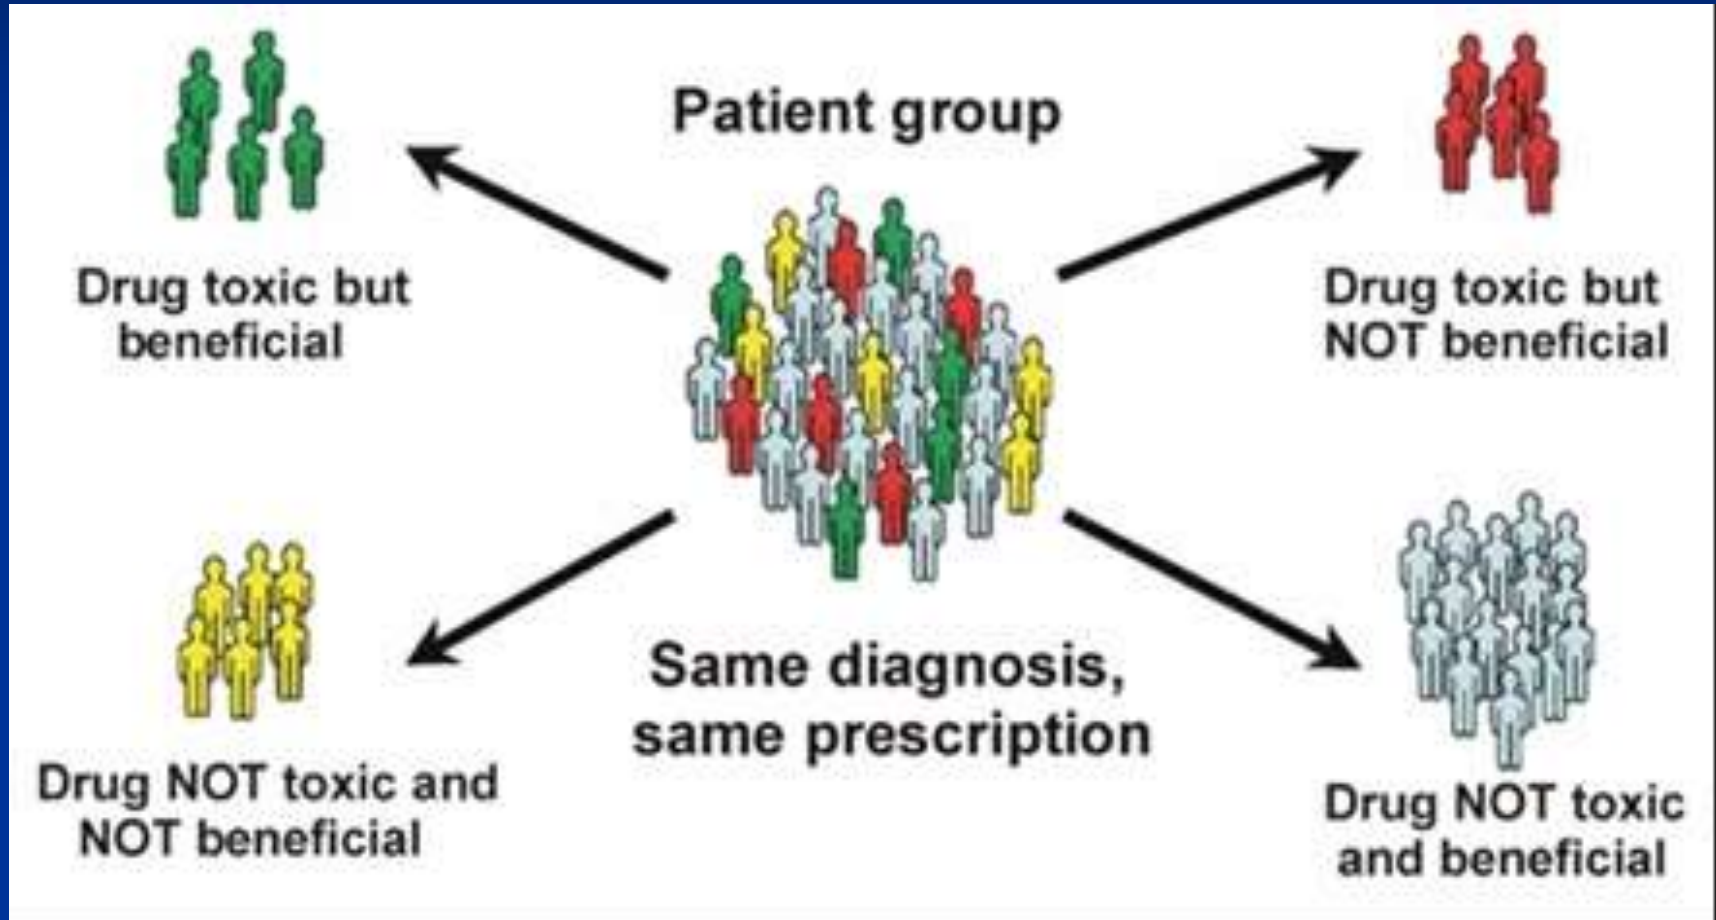 Patient group
Drug toxic but
beneficial
Drug toxic but
NOT beneficial
Same diagnosis,
same prescription
Drug NOT toxic and
NOT beneficial
Drug NOT toxic
and beneficial